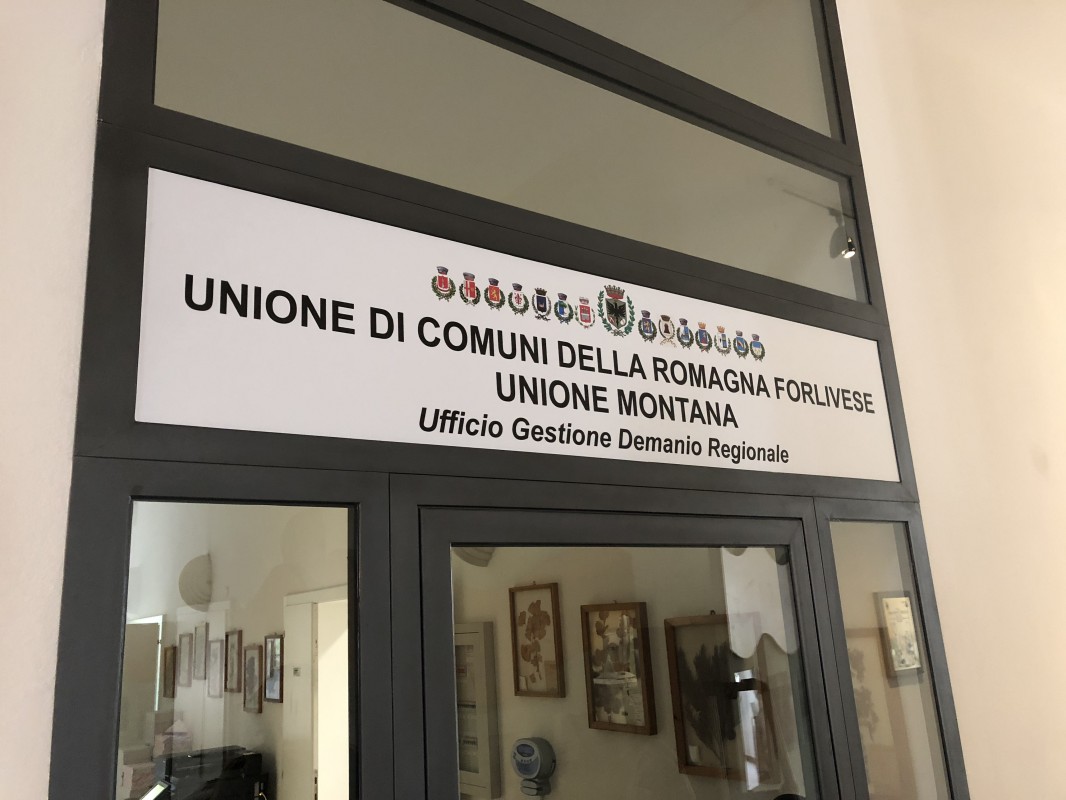 UNIONE DI COMUNI DELLA ROMAGNA FORLIVESE
UNIONE MONTANA
Ufficio Gestione Demanio Regionale